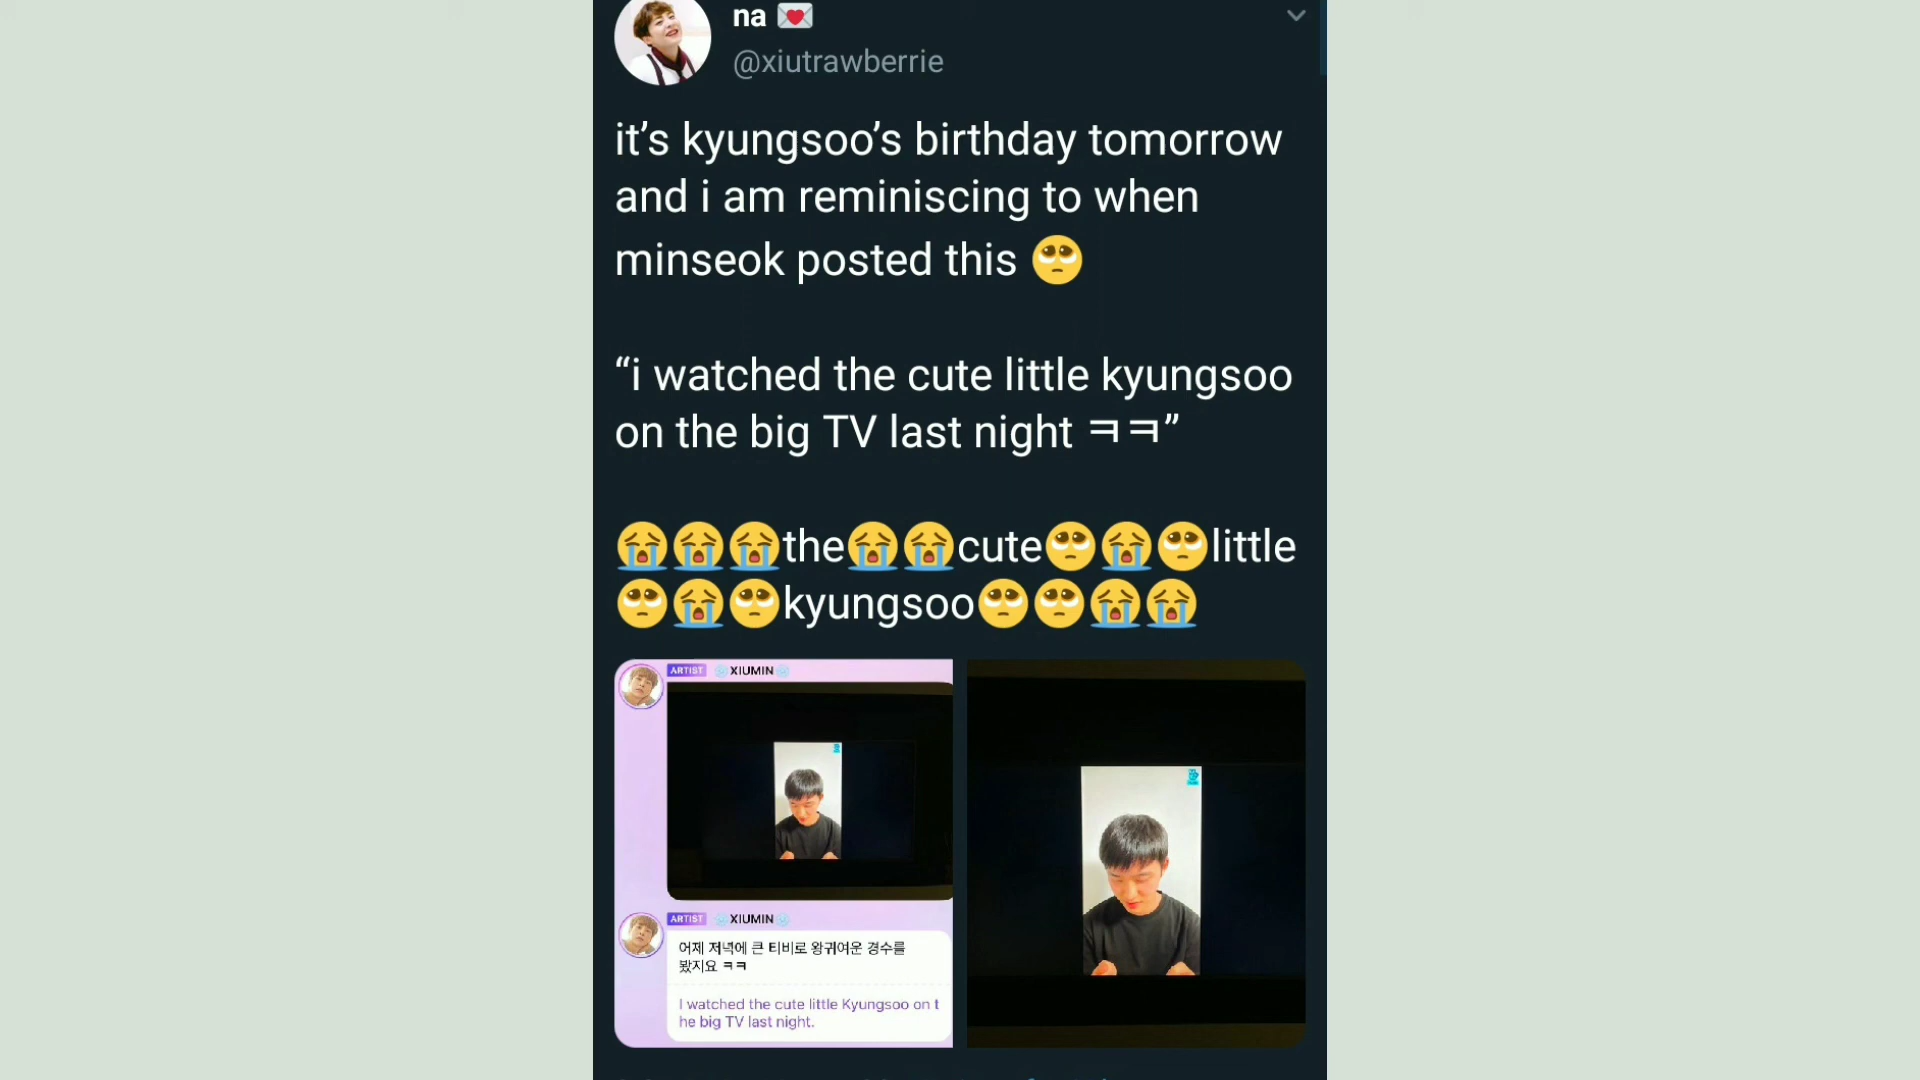 na 💌
@xiutrawberrie
it’s kyungsoo’s birthday tomorrow
and i am reminiscing to when
minseok posted this 🥺
“i watched the cute little kyungsoo
on the big TV last night ㅋㅋ”
😭😭😭the😭😭cute🥺😭🥺little
🥺😭🥺kyungsoo🥺🥺😭😭
ARTIST XIUMIN
ARTIST XIUMIN
어제 저녁에 큰 티비로 왕귀여운 경수를
봤지요 ㅋㅋ
I watched the cute little Kyungsoo on t
he big TV last night.